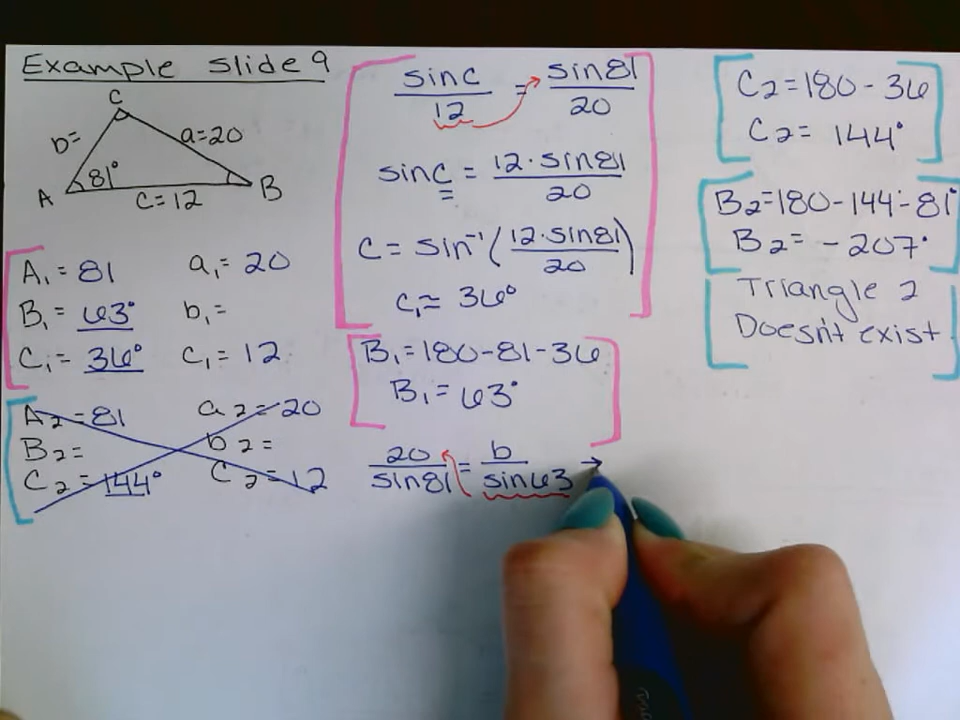 Example slide 9
C
b=
a=20
81°
A
B
c=12
A₁ = 81
a₁ = 20
B₁ = 63°
b₁ =
C₁ = 36°
c₁ = 12
A₂ = 81
a₂ = 20
B₂ =
b₂ =
C₂ = 144°
c₂ = 12
sinc/12 = sin81/20
sinc = 12·sin81/20
C = sin⁻¹(12·sin81/20)
C₁ ≈ 36°
B₁ = 180-81-36
B₁ = 63°
20/sin81 = b/sin63 →
C₂ = 180 - 36
C₂ = 144°
B₂ = 180-144-81°
B₂ = -207°
Triangle 2
Doesn't exist